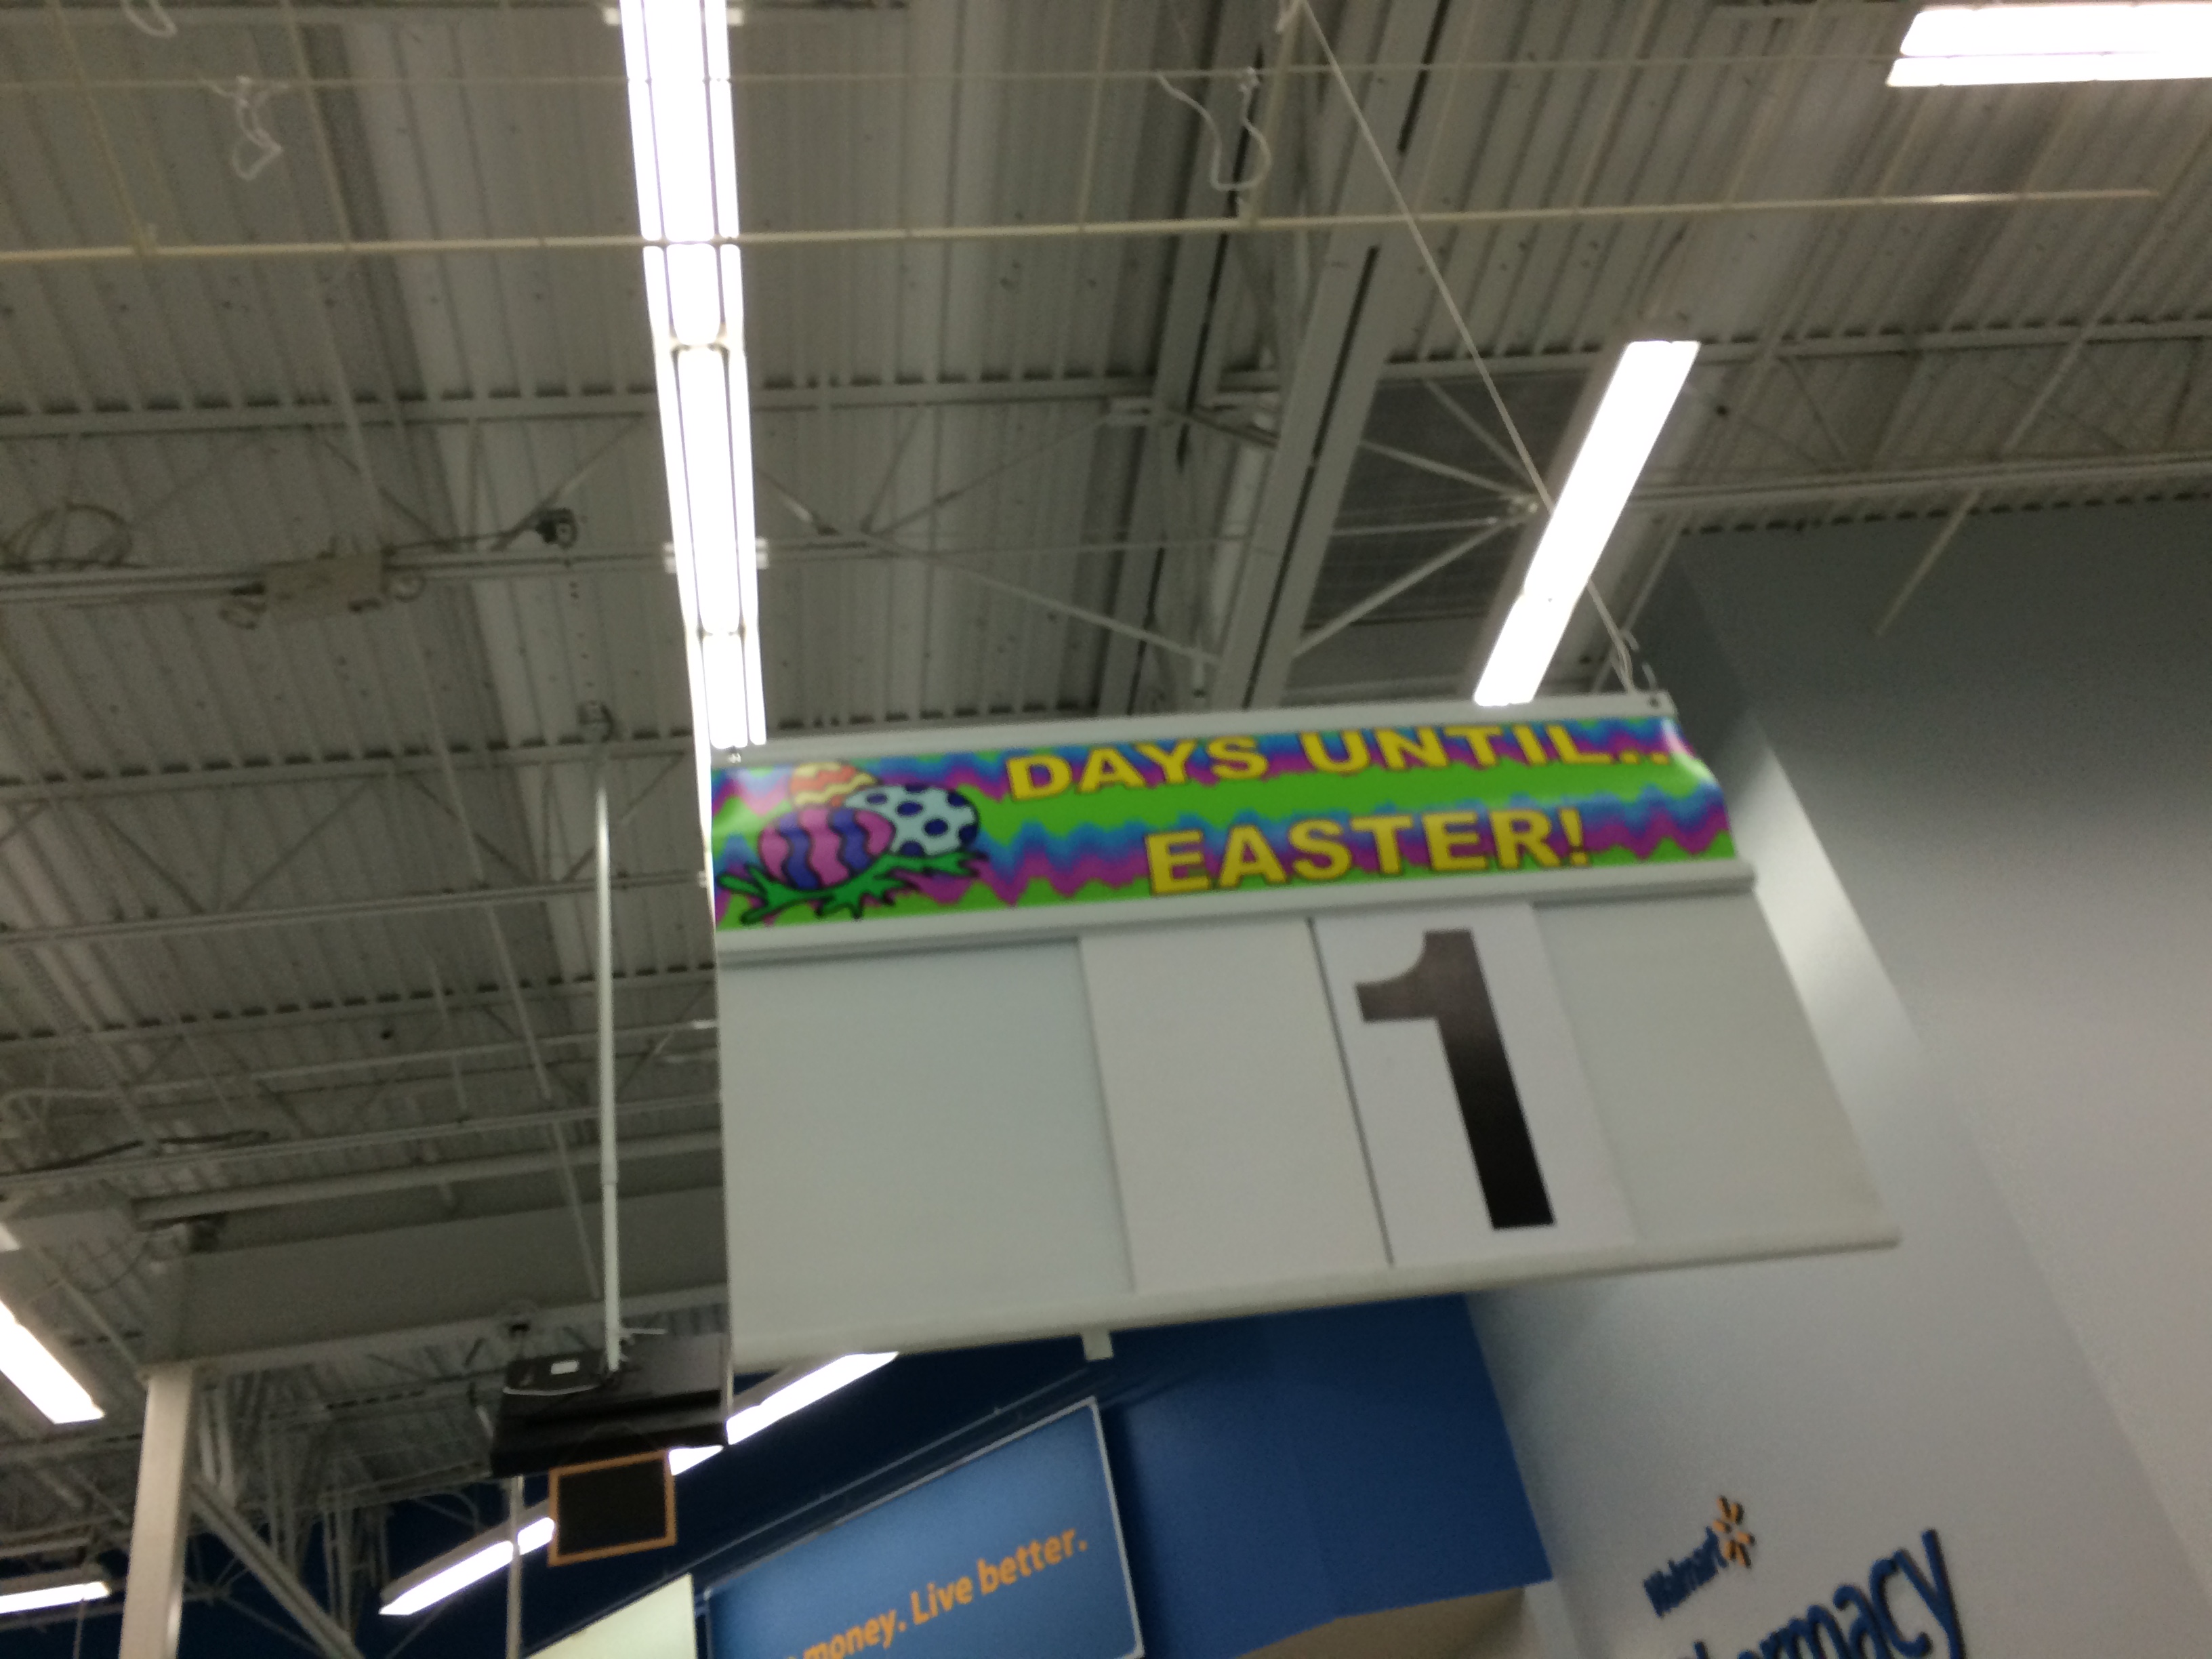 DAYS UNTIL..
EASTER!
1
money. Live better.
Walmart